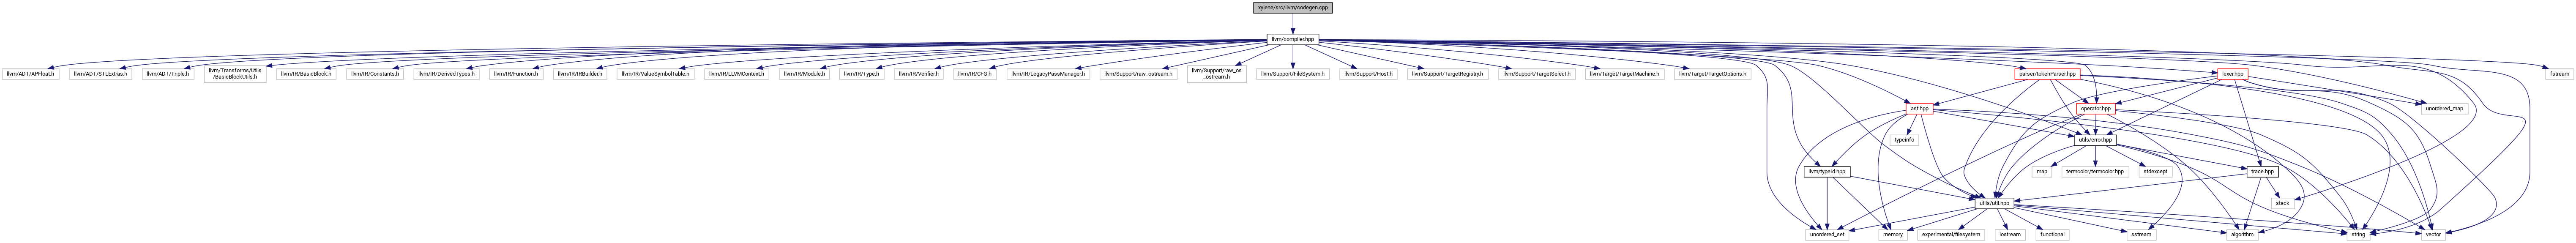 xylene/src/llvm/codegen.cpp
llvm/compiler.hpp
llvm/ADT/APFloat.h
llvm/ADT/STLExtras.h
llvm/ADT/Triple.h
llvm/Transforms/Utils
/BasicBlockUtils.h
llvm/IR/BasicBlock.h
llvm/IR/Constants.h
llvm/IR/DerivedTypes.h
llvm/IR/Function.h
llvm/IR/IRBuilder.h
llvm/IR/ValueSymbolTable.h
llvm/IR/LLVMContext.h
llvm/IR/Module.h
llvm/IR/Type.h
llvm/IR/Verifier.h
llvm/IR/CFG.h
llvm/IR/LegacyPassManager.h
llvm/Support/raw_ostream.h
llvm/Support/raw_os
_ostream.h
llvm/Support/FileSystem.h
llvm/Support/Host.h
llvm/Support/TargetRegistry.h
llvm/Support/TargetSelect.h
llvm/Target/TargetMachine.h
llvm/Target/TargetOptions.h
parser/tokenParser.hpp
lexer.hpp
fstream
ast.hpp
operator.hpp
unordered_map
typeinfo
utils/error.hpp
llvm/typeId.hpp
map
termcolor/termcolor.hpp
stdexcept
trace.hpp
utils/util.hpp
stack
unordered_set
memory
experimental/filesystem
iostream
functional
sstream
algorithm
string
vector